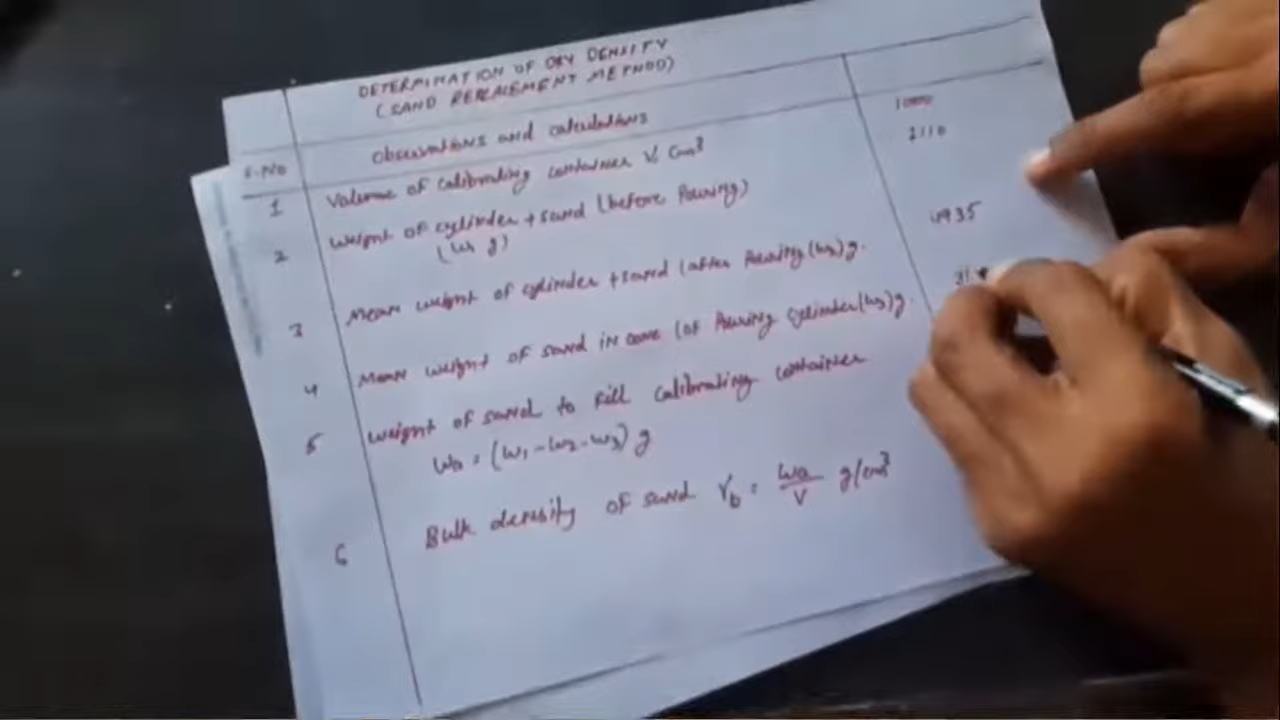 DETERMINATION OF DRY DENSITY
(SAND REPLACEMENT METHOD)
S.No
Observations and calculations
1 Volume of calibrating container V, cm³ 1000
2 Weight of cylinder + sand (before Pouring) 2110
(W₁ g)
3 Mean weight of cylinder + sand (after Pouring (W₂) g. 4935
4 Mean weight of sand in cone (of Pouring cylinder (W₃) g.
5 Weight of sand to fill calibrating container
Wa = (W₁-W₂-W₃) g
6 Bulk density of sand γb = Wa/V g/cm³